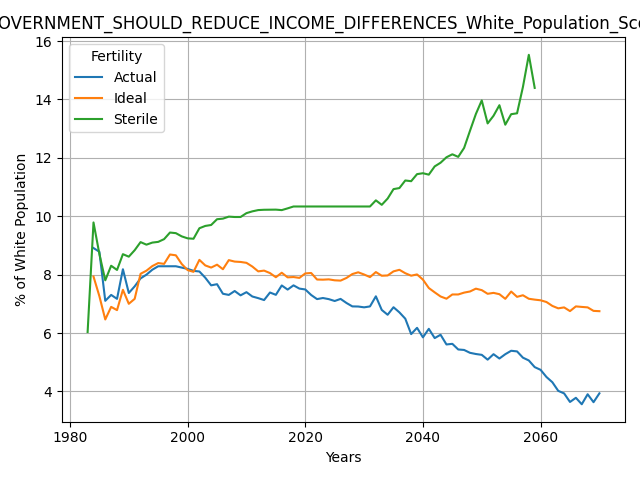 OVERNMENT_SHOULD_REDUCE_INCOME_DIFFERENCES_White_Population_Sc
16
14
12
10
8
6
4
% of White Population
Fertility
Actual
Ideal
Sterile
1980
2000
2020
2040
2060
Years